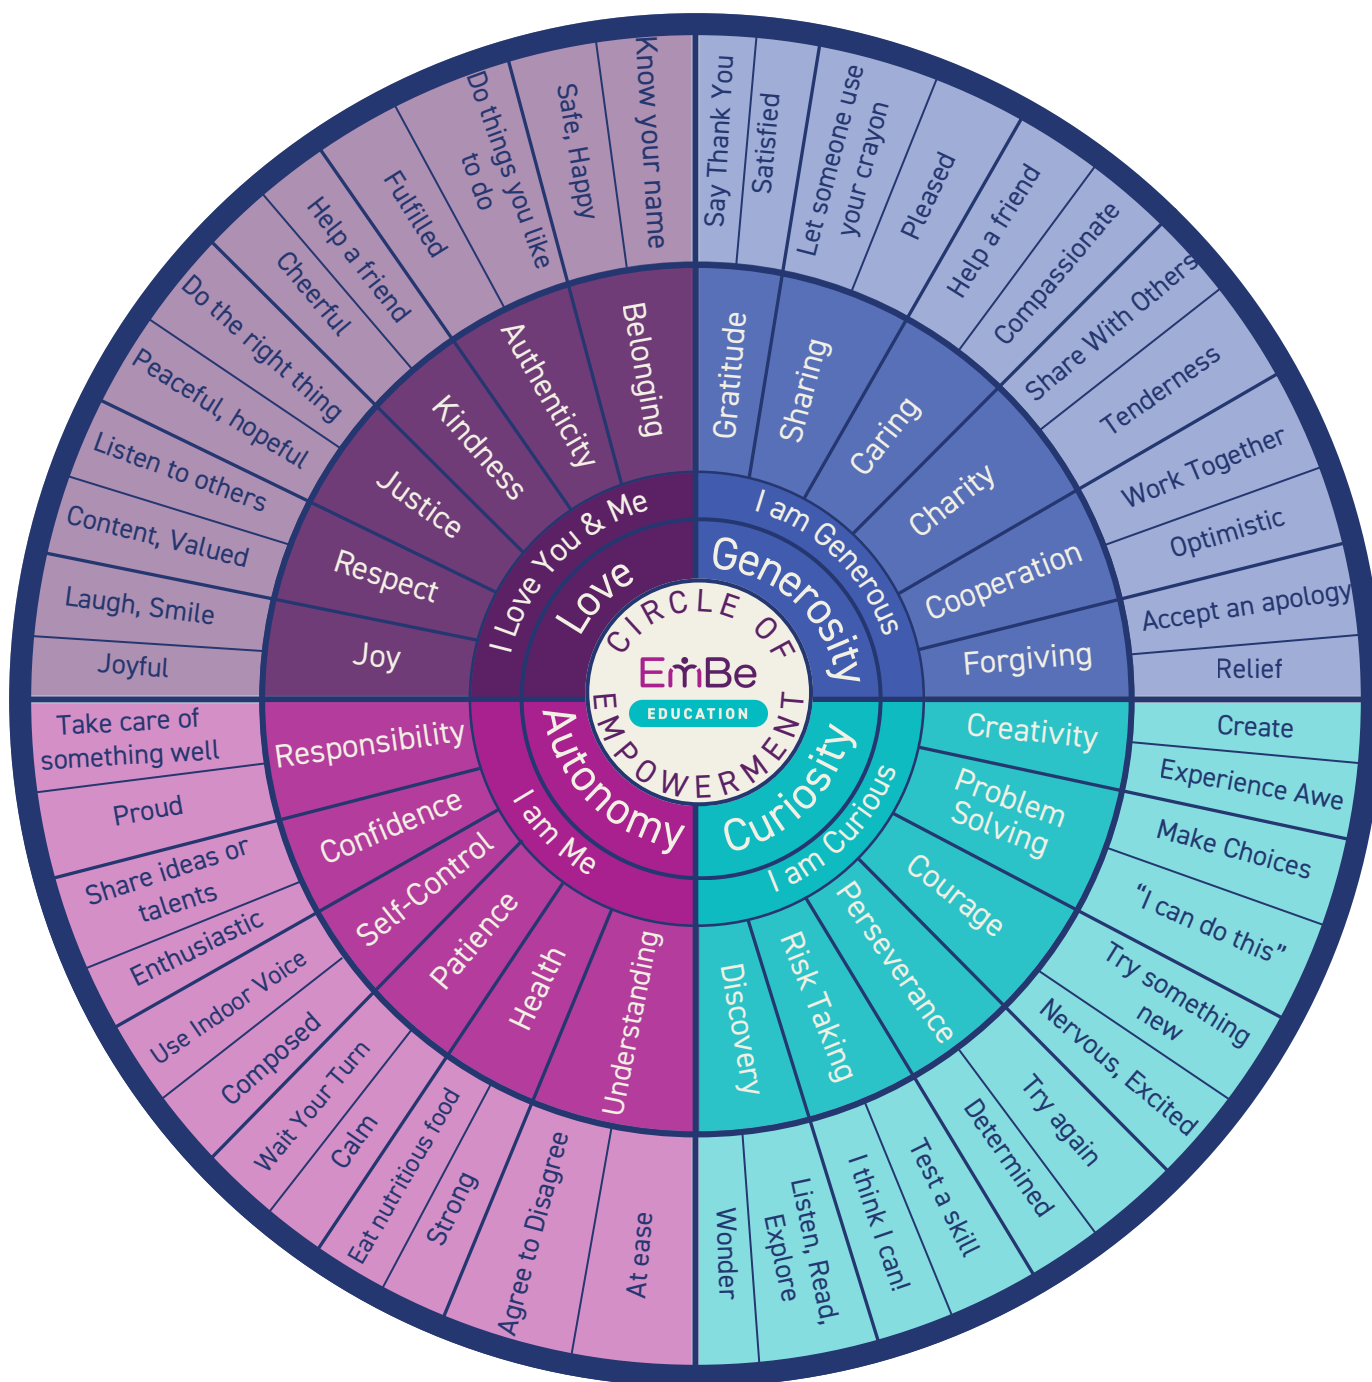 CIRCLE OF
EmBe
EDUCATION
EMPOWERMENT
Love
I Love You & Me
Belonging
Know your name
Safe, Happy
Authenticity
Do things you like
to do
Fulfilled
Kindness
Help a friend
Cheerful
Justice
Do the right thing
Peaceful, hopeful
Respect
Listen to others
Content, Valued
Joy
Laugh, Smile
Joyful
Generosity
I am Generous
Gratitude
Say Thank You
Satisfied
Sharing
Let someone use
your crayon
Pleased
Caring
Help a friend
Compassionate
Charity
Share With Others
Tenderness
Cooperation
Work Together
Optimistic
Forgiving
Accept an apology
Relief
Curiosity
I am Curious
Creativity
Create
Experience Awe
Problem
Solving
Make Choices
“I can do this”
Courage
Try something
new
Nervous, Excited
Perseverance
Try again
Determined
Risk Taking
Test a skill
I think I can!
Discovery
Listen, Read,
Explore
Wonder
Autonomy
I am Me
Responsibility
Take care of
something well
Proud
Confidence
Share ideas or
talents
Enthusiastic
Self-Control
Use Indoor Voice
Composed
Patience
Wait Your Turn
Calm
Health
Eat nutritious food
Strong
Understanding
Agree to Disagree
At ease